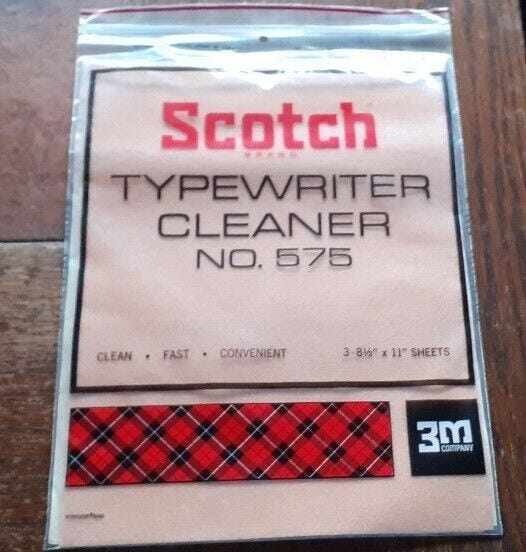 Scotch
BRAND
TYPEWRITER
CLEANER
NO. 575
CLEAN • FAST • CONVENIENT 3-8½" x 11" SHEETS
3M
COMPANY